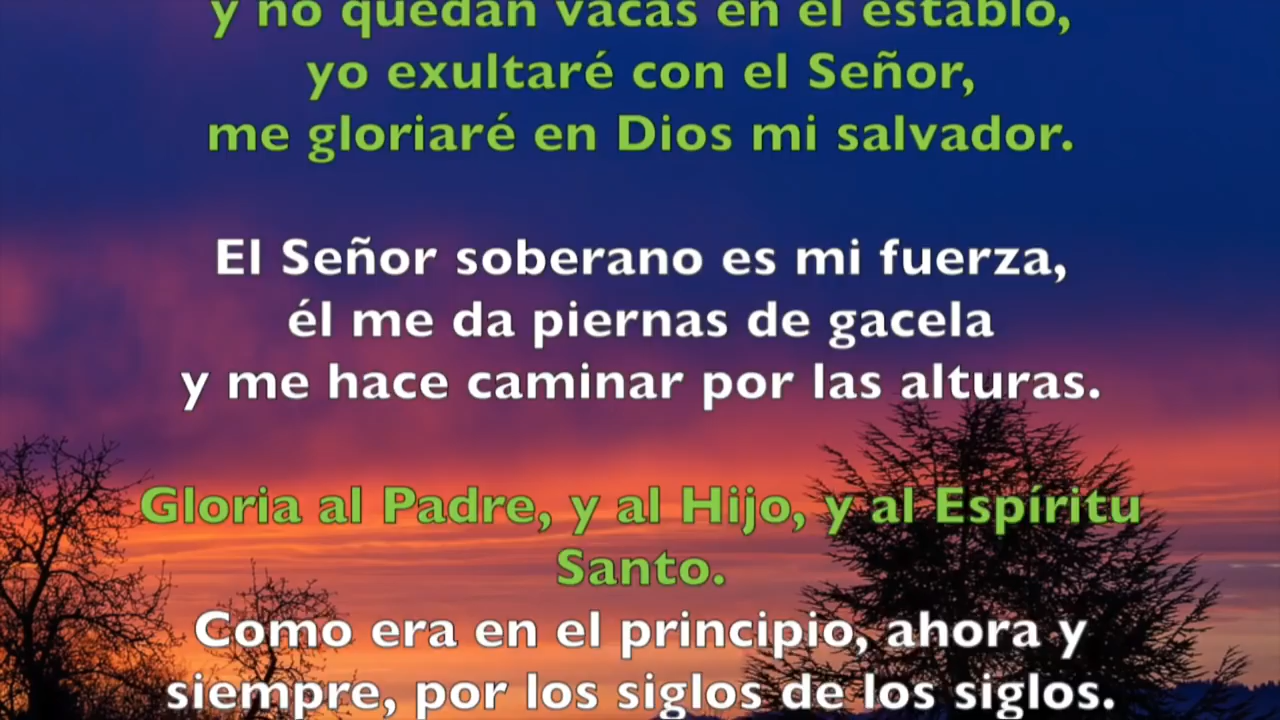 y no quedan vacas en el establo,
yo exultaré con el Señor,
me gloriaré en Dios mi salvador.
El Señor soberano es mi fuerza,
él me da piernas de gacela
y me hace caminar por las alturas.
Gloria al Padre, y al Hijo, y al Espíritu
Santo.
Como era en el principio, ahora y
siempre, por los siglos de los siglos.